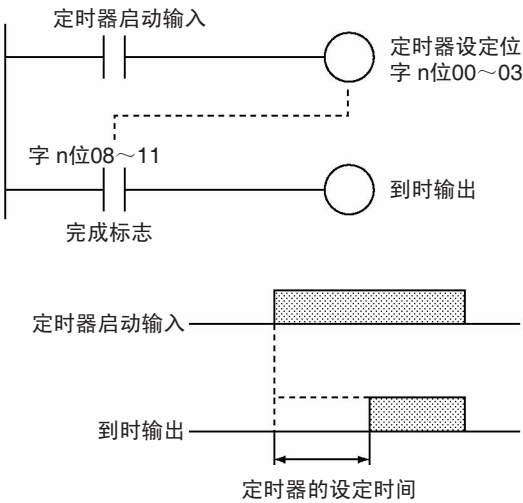 定时器启动输入
定时器设定位
字 n位00～03
字 n位08～11
到时输出
完成标志
定时器启动输入
到时输出
定时器的设定时间